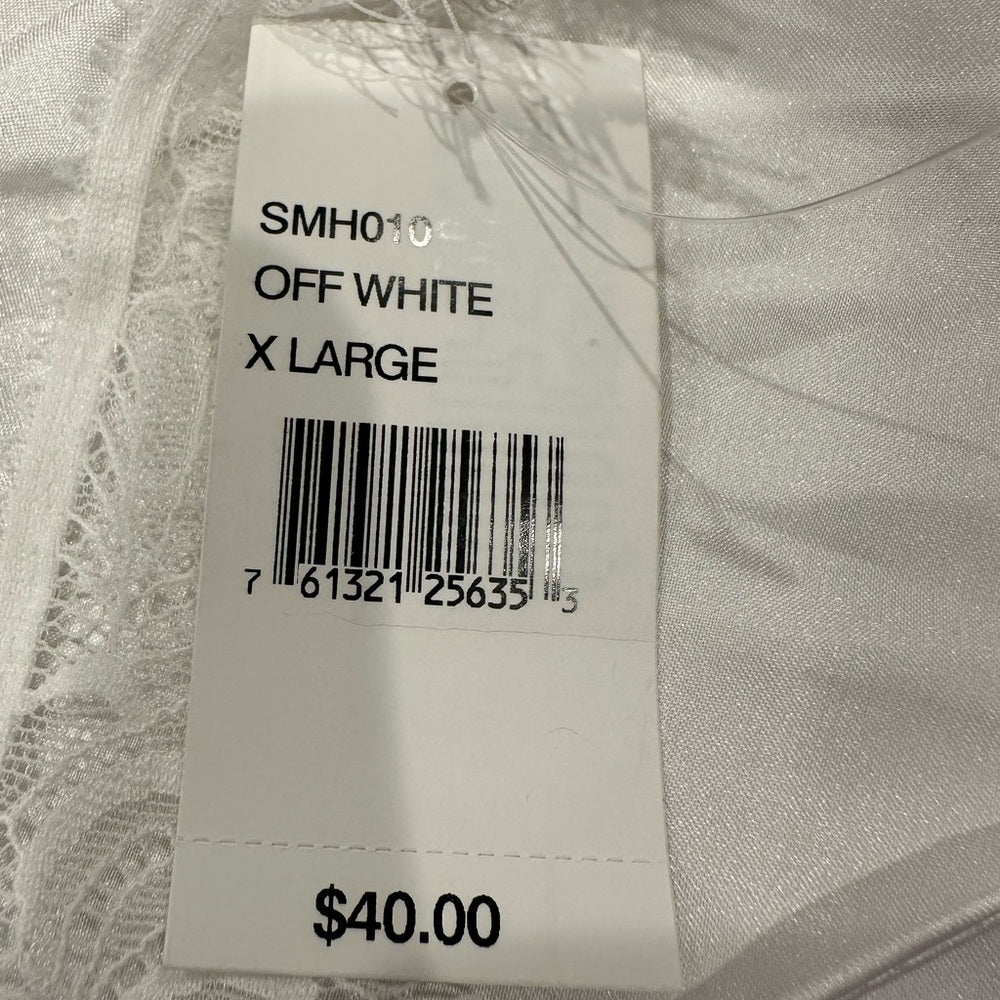 SMH010
OFF WHITE
X LARGE
7 61321 25635 3
$40.00